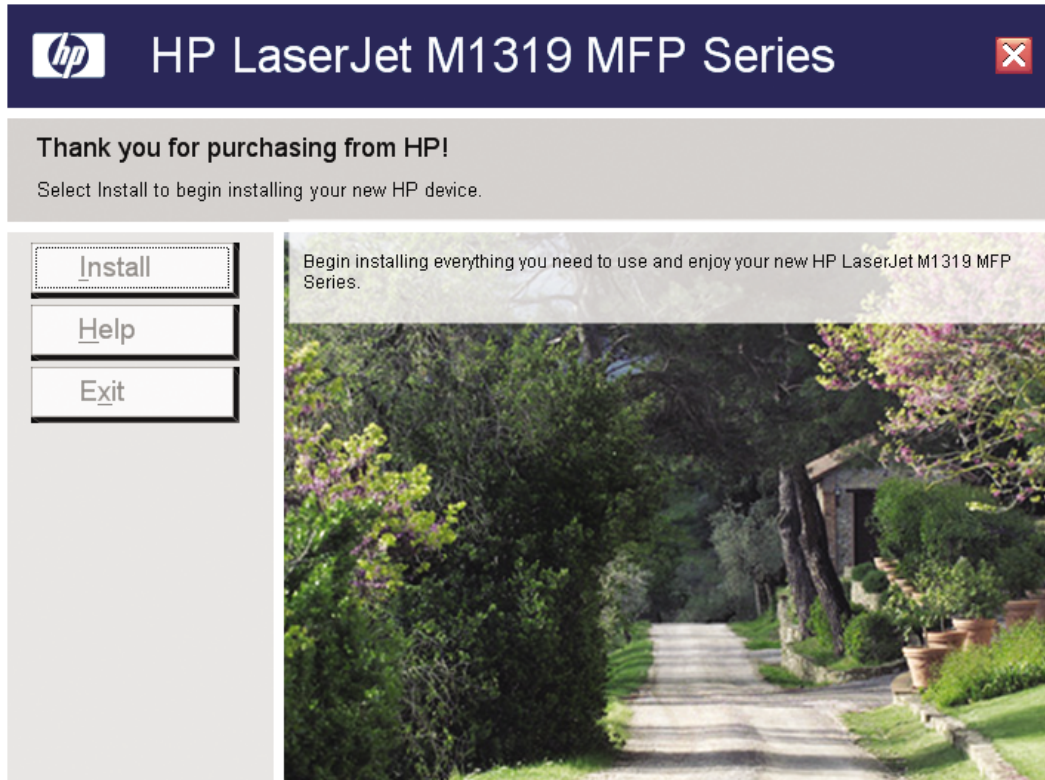 hp
HP LaserJet M1319 MFP Series
Thank you for purchasing from HP!
Select Install to begin installing your new HP device.
Install
Help
Exit
Begin installing everything you need to use and enjoy your new HP LaserJet M1319 MFP
Series.